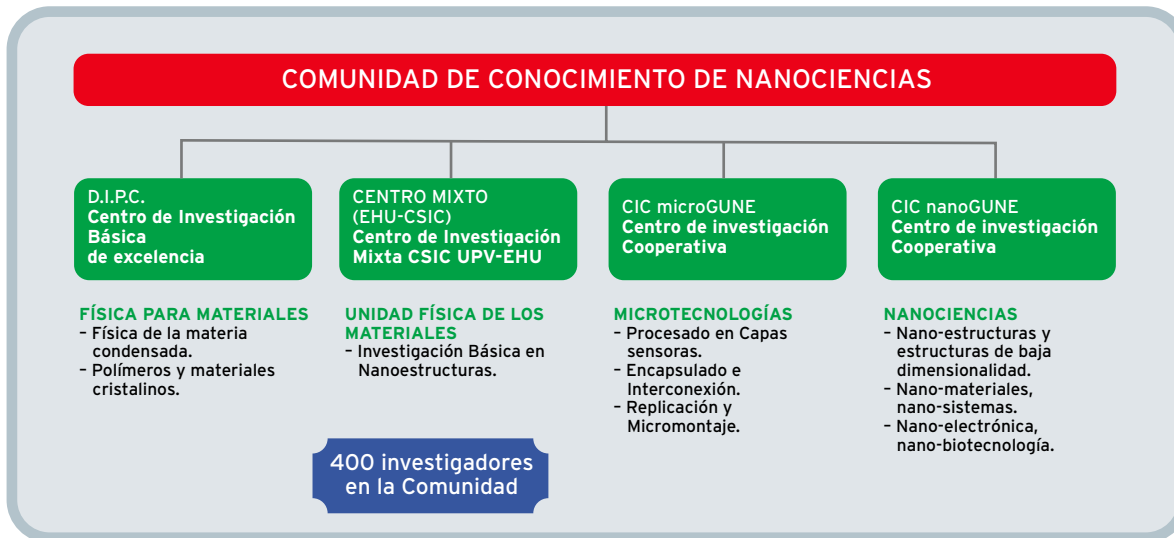 COMUNIDAD DE CONOCIMIENTO DE NANOCIENCIAS
D.I.P.C.
Centro de Investigación
Básica
de excelencia
CENTRO MIXTO
(EHU-CSIC)
Centro de Investigación
Mixta CSIC UPV-EHU
CIC microGUNE
Centro de investigación
Cooperativa
CIC nanoGUNE
Centro de investigación
Cooperativa
FÍSICA PARA MATERIALES
– Física de la materia
condensada.
– Polímeros y materiales
cristalinos.
UNIDAD FÍSICA DE LOS
MATERIALES
– Investigación Básica en
Nanoestructuras.
MICROTECNOLOGÍAS
– Procesado en Capas
sensoras.
– Encapsulado e
Interconexión.
– Replicación y
Micromontaje.
NANOCIENCIAS
– Nano-estructuras y
estructuras de baja
dimensionalidad.
– Nano-materiales,
nano-sistemas.
– Nano-electrónica,
nano-biotecnología.
400 investigadores
en la Comunidad